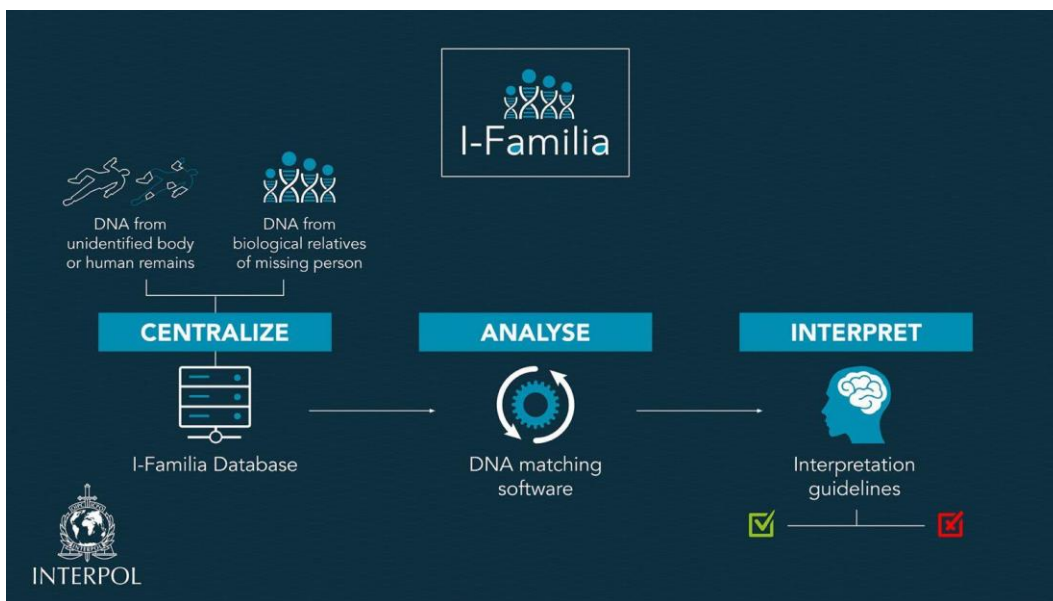 I-Familia
DNA from
unidentified body
or human remains
DNA from
biological relatives
of missing person
CENTRALIZE
ANALYSE
INTERPRET
I-Familia Database
DNA matching
software
Interpretation
guidelines
INTERPOL